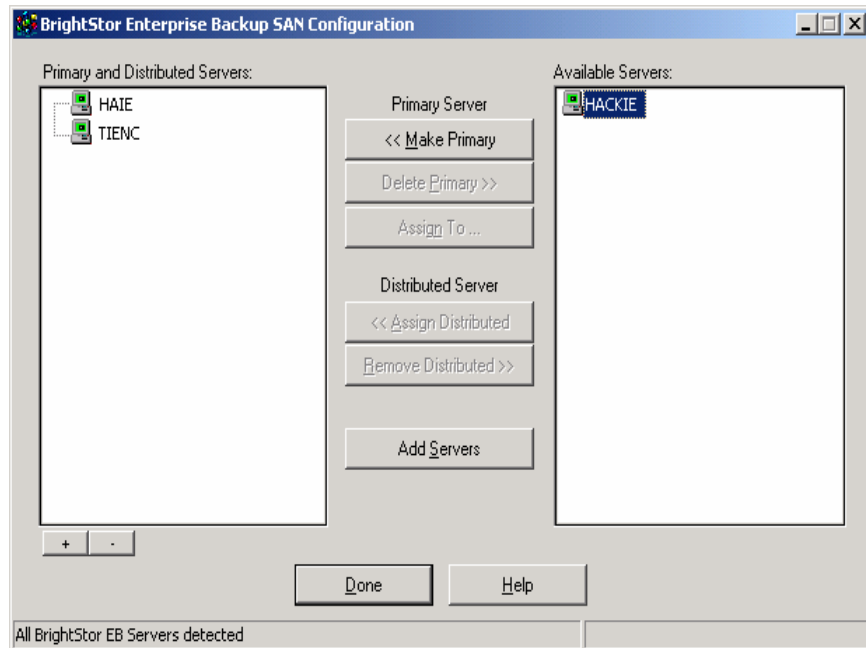 BrightStor Enterprise Backup SAN Configuration
Primary and Distributed Servers:
HAIE
TIENC
Primary Server
<< Make Primary
Delete Primary >>
Assign To ...
Distributed Server
<< Assign Distributed
Remove Distributed >>
Add Servers
Available Servers:
HACKIE
+ -
Done Help
All BrightStor EB Servers detected